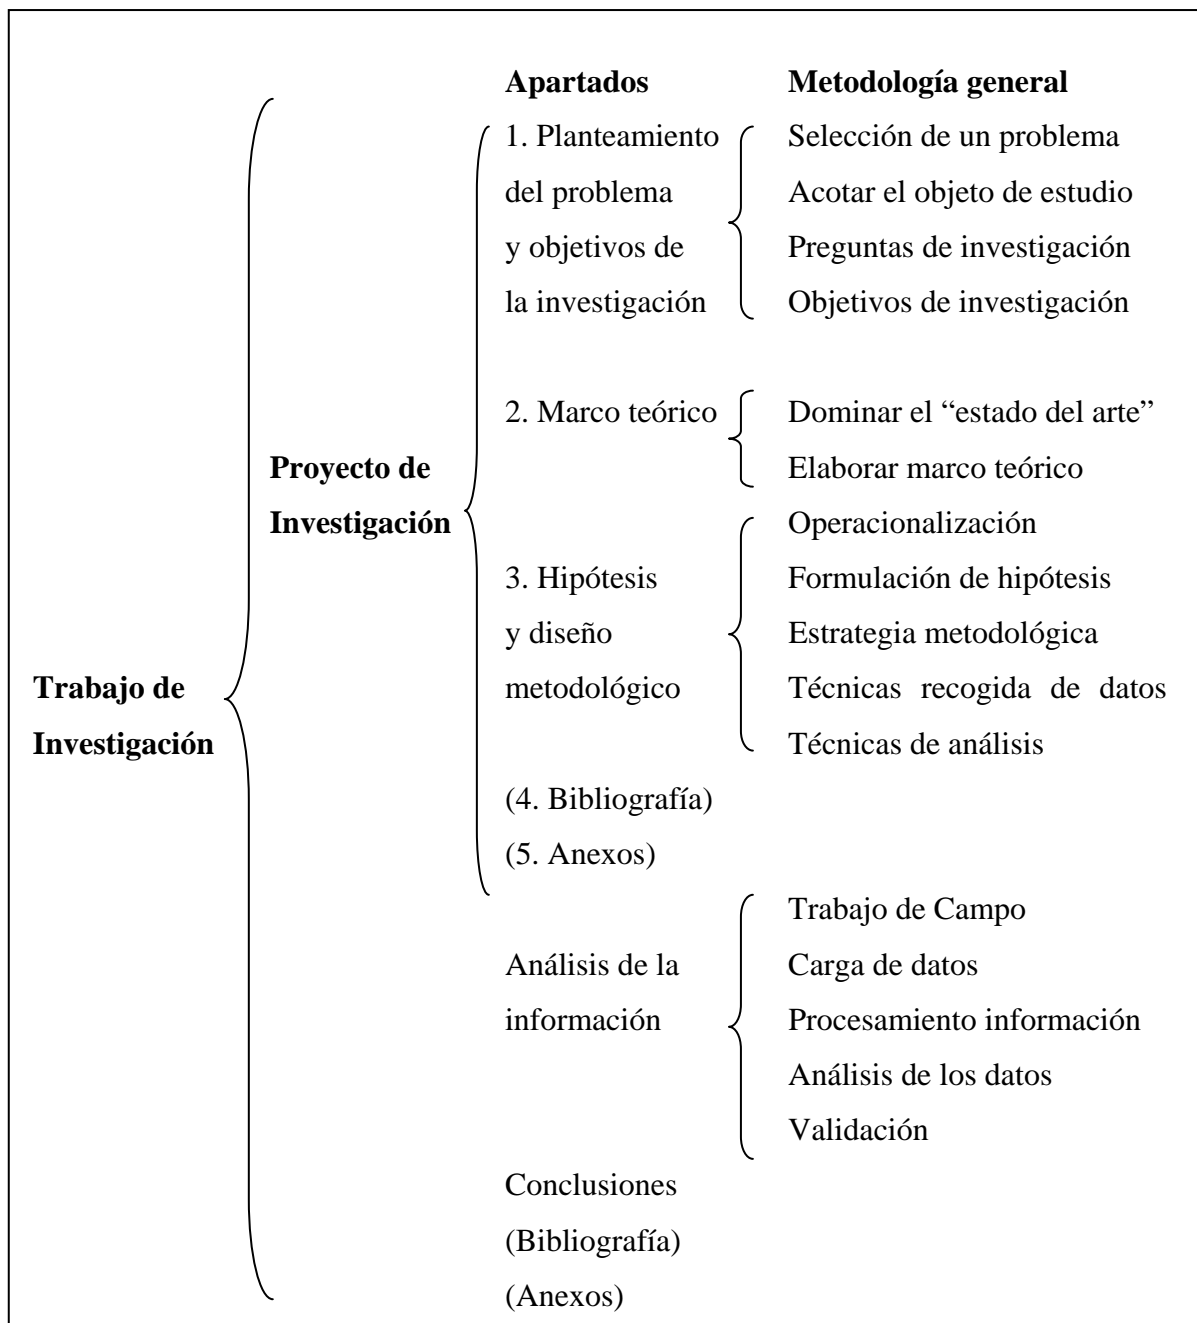 Apartados Metodología general
1. Planteamiento Selección de un problema
del problema Acotar el objeto de estudio
y objetivos de Preguntas de investigación
la investigación Objetivos de investigación
2. Marco teórico Dominar el “estado del arte”
Proyecto de Elaborar marco teórico
Investigación Operacionalización
3. Hipótesis Formulación de hipótesis
y diseño Estrategia metodológica
Trabajo de metodológico Técnicas recogida de datos
Investigación Técnicas de análisis
(4. Bibliografía)
(5. Anexos)
Trabajo de Campo
Análisis de la Carga de datos
información Procesamiento información
Análisis de los datos
Validación
Conclusiones
(Bibliografía)
(Anexos)